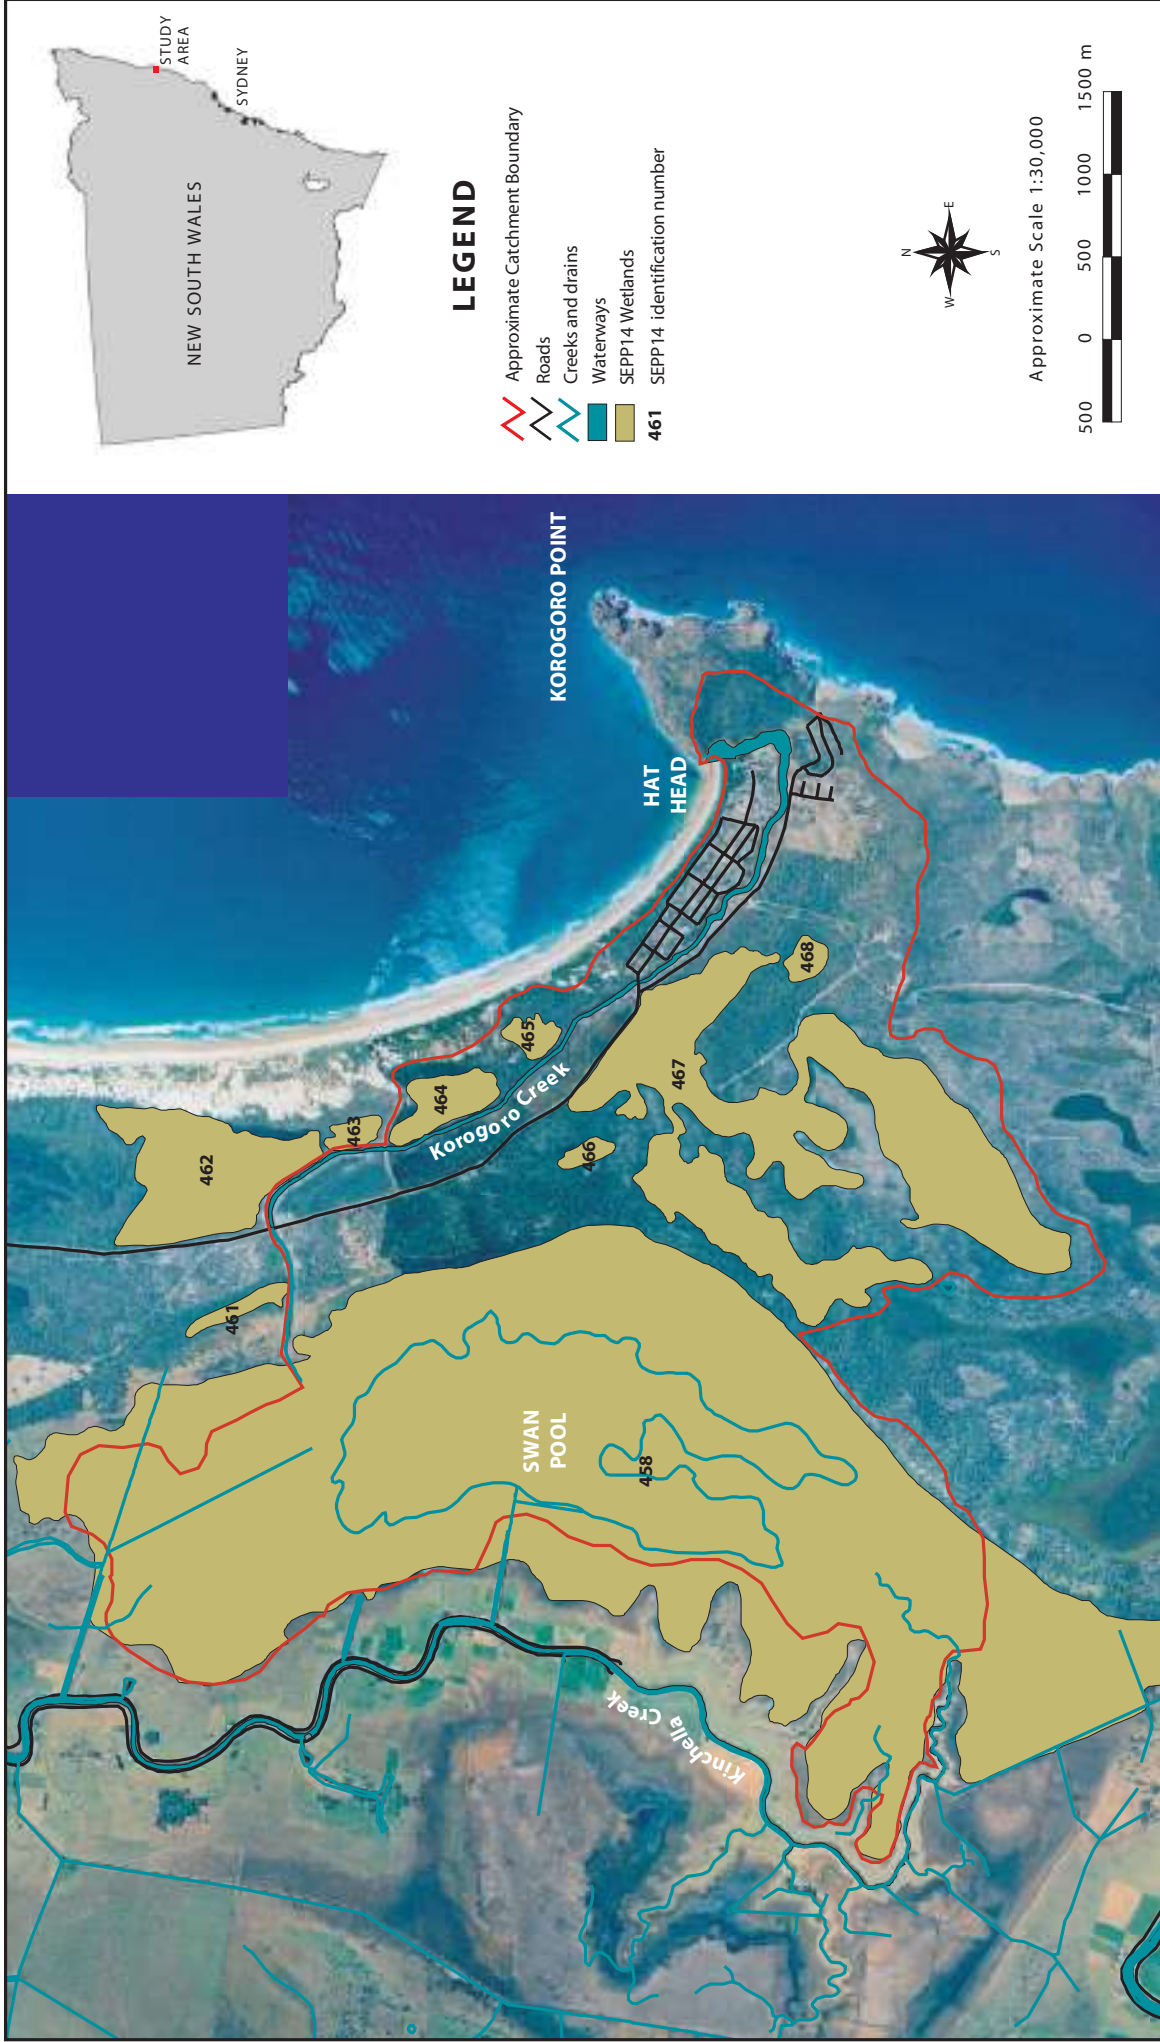 STUDY
AREA
SYDNEY
NEW SOUTH WALES
LEGEND
Approximate Catchment Boundary
Roads
Creeks and drains
Waterways
SEPP14 Wetlands
461 SEPP14 identification number
N
E
S
W
Approximate Scale 1:30,000
500 0 500 1000 1500 m
KOROGORO POINT
HAT
HEAD
462
463
464
465
468
467
466
461
Korogoro Creek
SWAN
POOL
458
Kinchella Creek